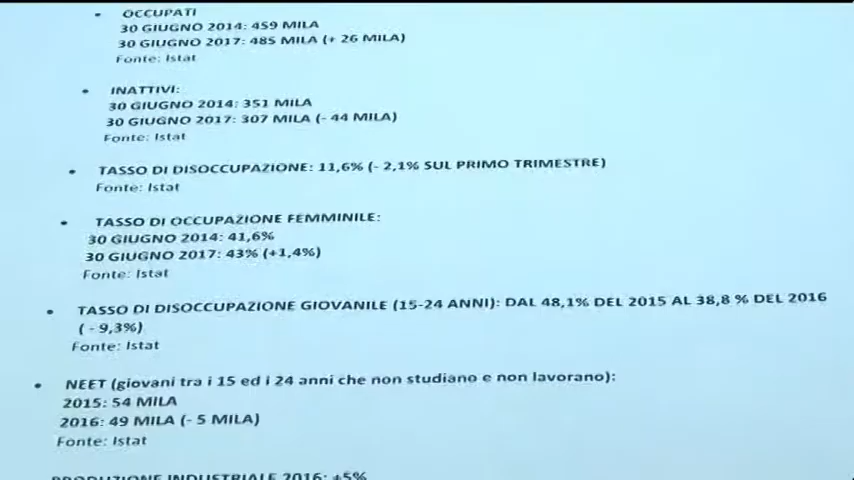 • OCCUPATI
30 GIUGNO 2014: 459 MILA
30 GIUGNO 2017: 485 MILA (+ 26 MILA)
Fonte: Istat
• INATTIVI:
30 GIUGNO 2014: 351 MILA
30 GIUGNO 2017: 307 MILA (- 44 MILA)
Fonte: Istat
• TASSO DI DISOCCUPAZIONE: 11,6% (- 2,1% SUL PRIMO TRIMESTRE)
Fonte: Istat
• TASSO DI OCCUPAZIONE FEMMINILE:
30 GIUGNO 2014: 41,6%
30 GIUGNO 2017: 43% (+1,4%)
Fonte: Istat
• TASSO DI DISOCCUPAZIONE GIOVANILE (15-24 ANNI): DAL 48,1% DEL 2015 AL 38,8 % DEL 2016
( - 9,3%)
Fonte: Istat
• NEET (giovani tra i 15 ed i 24 anni che non studiano e non lavorano):
2015: 54 MILA
2016: 49 MILA (- 5 MILA)
Fonte: Istat
PRODUZIONE INDUSTRIALE 2016: +5%